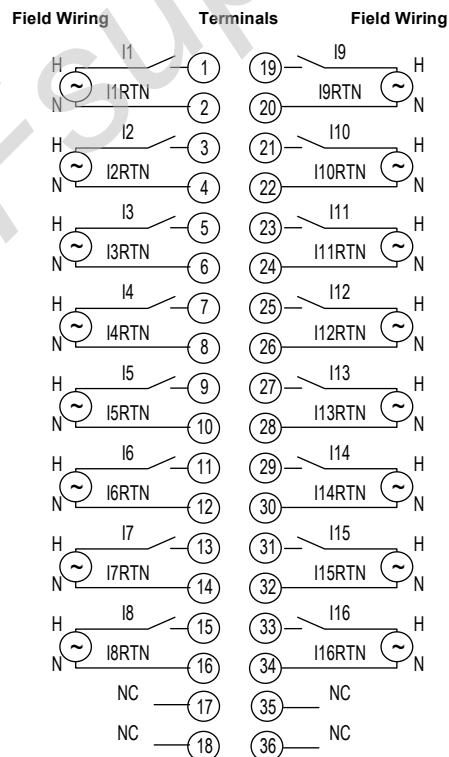 Field Wiring Terminals Field Wiring
I1 I9
H 1 19 H
~ I1RTN I9RTN ~
N 2 20 N
I2 I10
H 3 21 H
~ I2RTN I10RTN ~
N 4 22 N
I3 I11
H 5 23 H
~ I3RTN I11RTN ~
N 6 24 N
I4 I12
H 7 25 H
~ I4RTN I12RTN ~
N 8 26 N
I5 I13
H 9 27 H
~ I5RTN I13RTN ~
N 10 28 N
I6 I14
H 11 29 H
~ I6RTN I14RTN ~
N 12 30 N
I7 I15
H 13 31 H
~ I7RTN I15RTN ~
N 14 32 N
I8 I16
H 15 33 H
~ I8RTN I16RTN ~
N 16 34 N
NC 17 35 NC
NC 18 36 NC